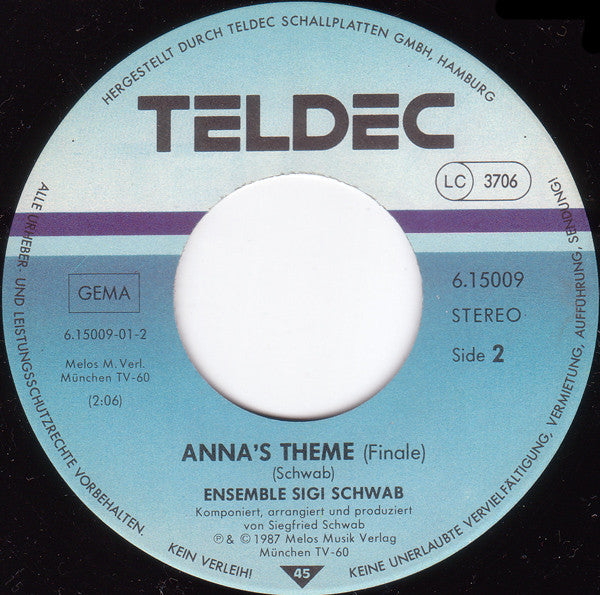 HERGESTELLT DURCH TELDEC SCHALLPLATTEN GMBH, HAMBURG
TELDEC
LC 3706
GEMA
6.15009-01-2
Melos M. Verl.
München TV-60
(2:06)
6.15009
STEREO
Side 2
ANNA'S THEME (Finale)
(Schwab)
ENSEMBLE SIGI SCHWAB
Komponiert, arrangiert und produziert
von Siegfried Schwab
℗ & © 1987 Melos Musik Verlag
München TV-60
45
ALLE URHEBER- UND LEISTUNGSSCHUTZRECHTE VORBEHALTEN.
KEIN VERLEIH!
KEINE UNERLAUBTE VERVIELFÄLTIGUNG, VERMIETUNG, AUFFÜHRUNG, SENDUNG!